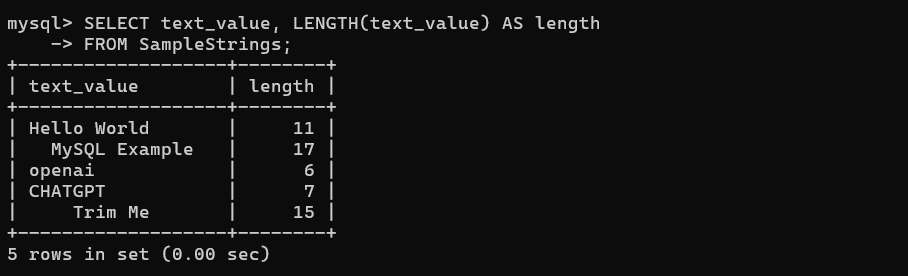 mysql> SELECT text_value, LENGTH(text_value) AS length
    -> FROM SampleStrings;
+-------------------+--------+
| text_value        | length |
+-------------------+--------+
| Hello World       |     11 |
|   MySQL Example   |     17 |
| openai            |      6 |
| CHATGPT           |      7 |
|     Trim Me       |     15 |
+-------------------+--------+
5 rows in set (0.00 sec)